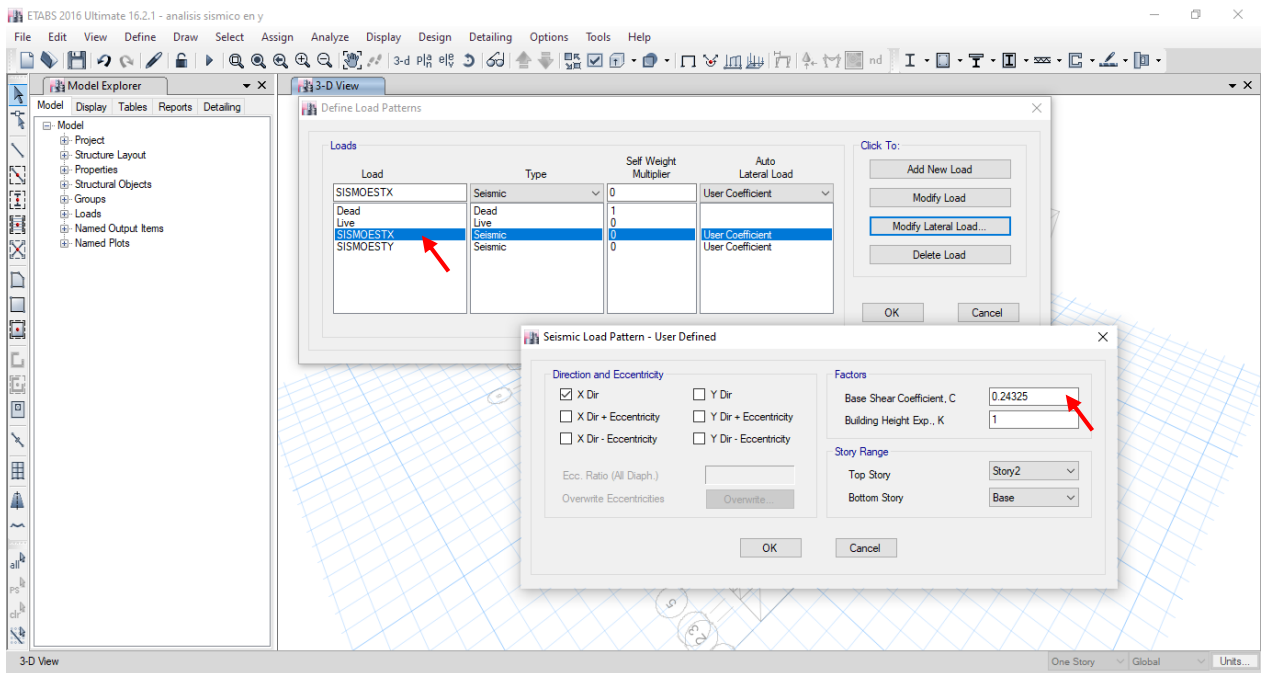 ETABS 2016 Ultimate 16.2.1 - analisis sismico en y
File Edit View Define Draw Select Assign Analyze Display Design Detailing Options Tools Help
3-d
nd
Model Explorer
3-D View
Model Display Tables Reports Detailing
Model
Project
Structure Layout
Properties
Structural Objects
Groups
Loads
Named Output Items
Named Plots
Define Load Patterns
Loads
Click To:
Load Type Self Weight Multiplier Auto Lateral Load
SISMOESTX Seismic 0 User Coefficient
Dead Dead 1
Live Live 0
SISMOESTX Seismic 0 User Coefficient
SISMOESTY Seismic 0 User Coefficient
Add New Load
Modify Load
Modify Lateral Load...
Delete Load
OK Cancel
Seismic Load Pattern - User Defined
Direction and Eccentricity
X Dir Y Dir
X Dir + Eccentricity Y Dir + Eccentricity
X Dir - Eccentricity Y Dir - Eccentricity
Ecc. Ratio (All Diaph.)
Overwrite Eccentricities Overwrite...
Factors
Base Shear Coefficient, C 0.24325
Building Height Exp., K 1
Story Range
Top Story Story2
Bottom Story Base
OK Cancel
all
PS
clr
5
23
3-D View One Story Global Units...